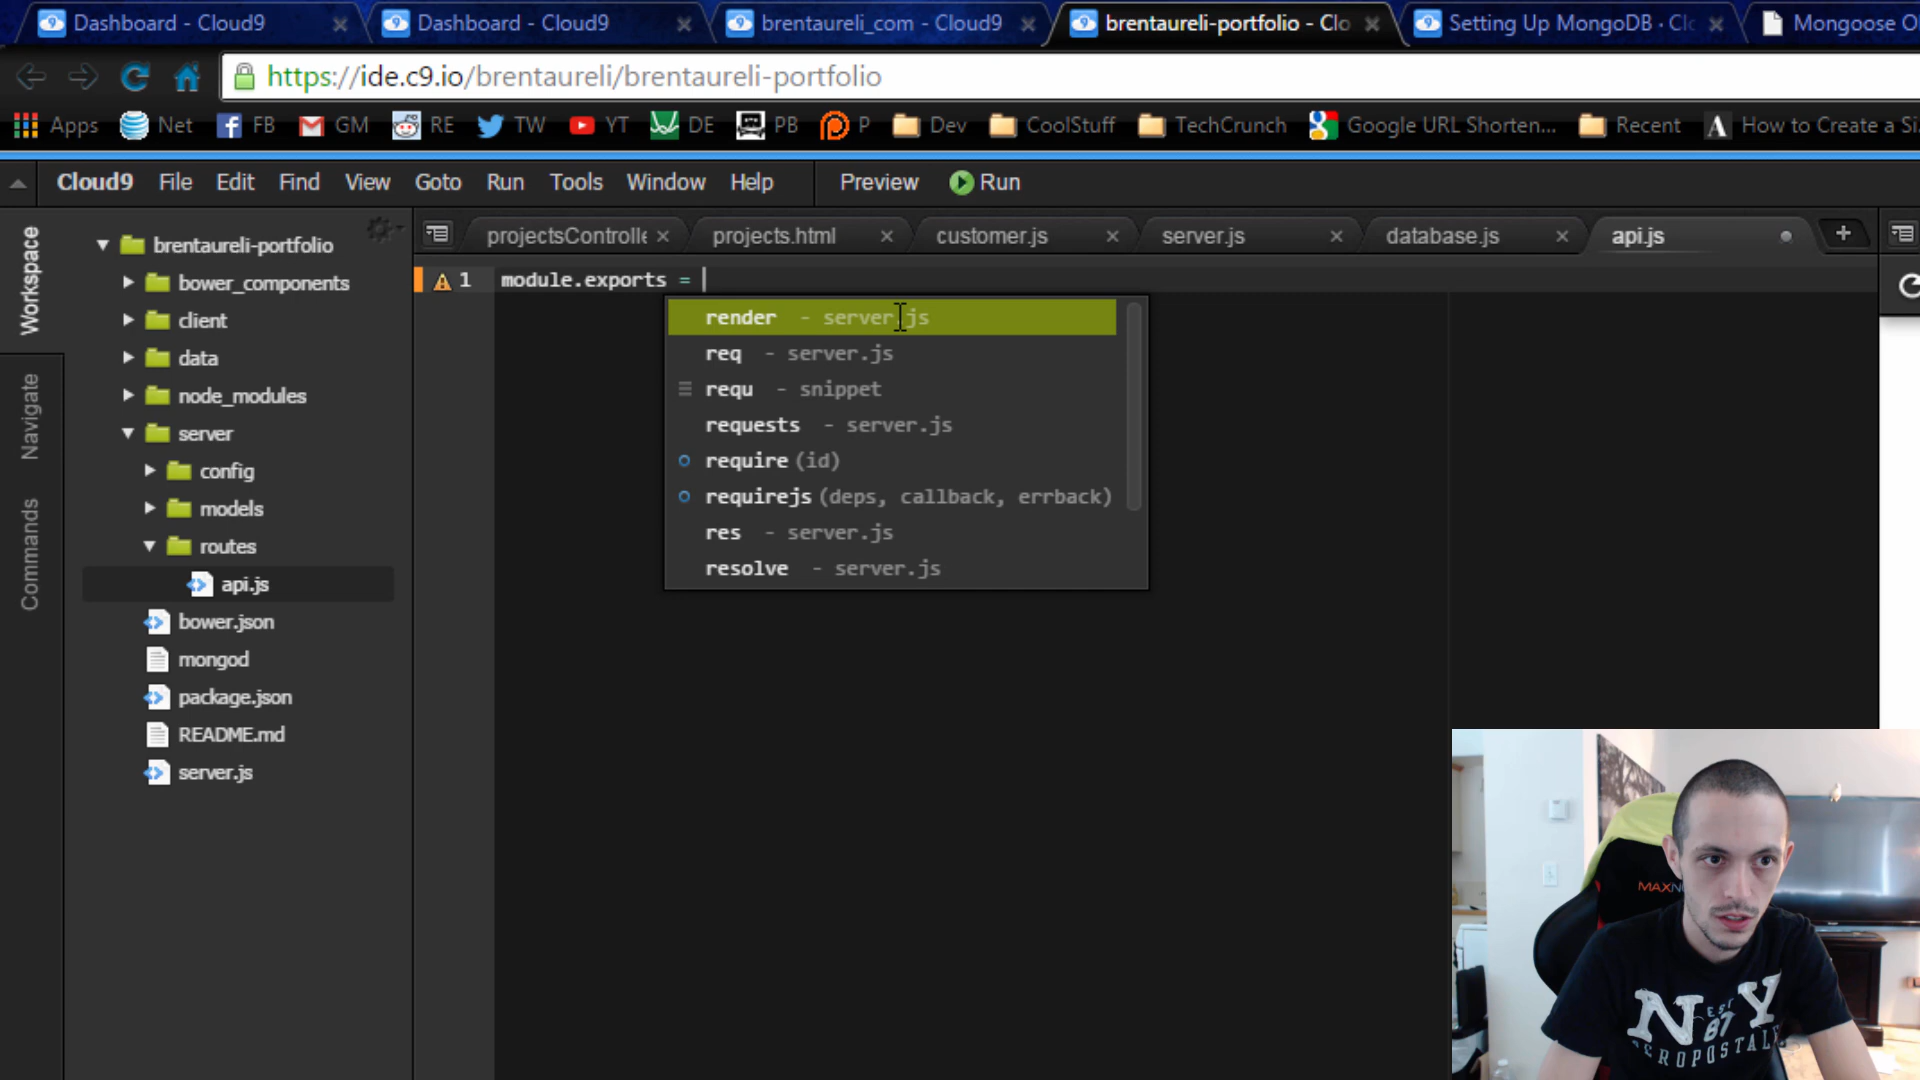 Dashboard - Cloud9
Dashboard - Cloud9
brentaureli_com - Cloud9
brentaureli-portfolio - Clo
Setting Up MongoDB · Cl
Mongoose O
https://ide.c9.io/brentaureli/brentaureli-portfolio
Apps
Net
FB
GM
RE
TW
YT
DE
PB
P
Dev
CoolStuff
TechCrunch
Google URL Shorten...
Recent
How to Create a Si
Cloud9 File Edit Find View Goto Run Tools Window Help Preview Run
Workspace
Navigate
Commands
brentaureli-portfolio
bower_components
client
data
node_modules
server
config
models
routes
api.js
bower.json
mongod
package.json
README.md
server.js
projectsControlle
projects.html
customer.js
server.js
database.js
api.js
1 module.exports =
render - server.js
req - server.js
requ - snippet
requests - server.js
require(id)
requirejs(deps, callback, errback)
res - server.js
resolve - server.js
MAXN
EST
N Y
87
AEROPOSTALE